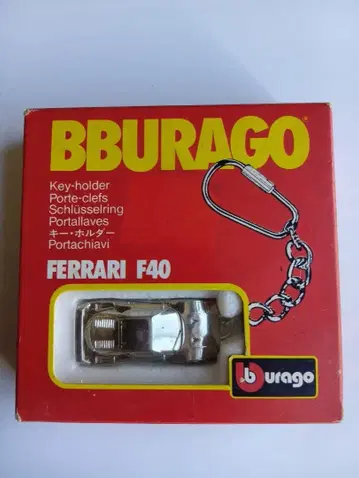 BBURAGO
Key-holder
Porte-clefs
Schlüsselring
Portallaves
キー・ホルダー
Portachiavi
FERRARI F40
burago